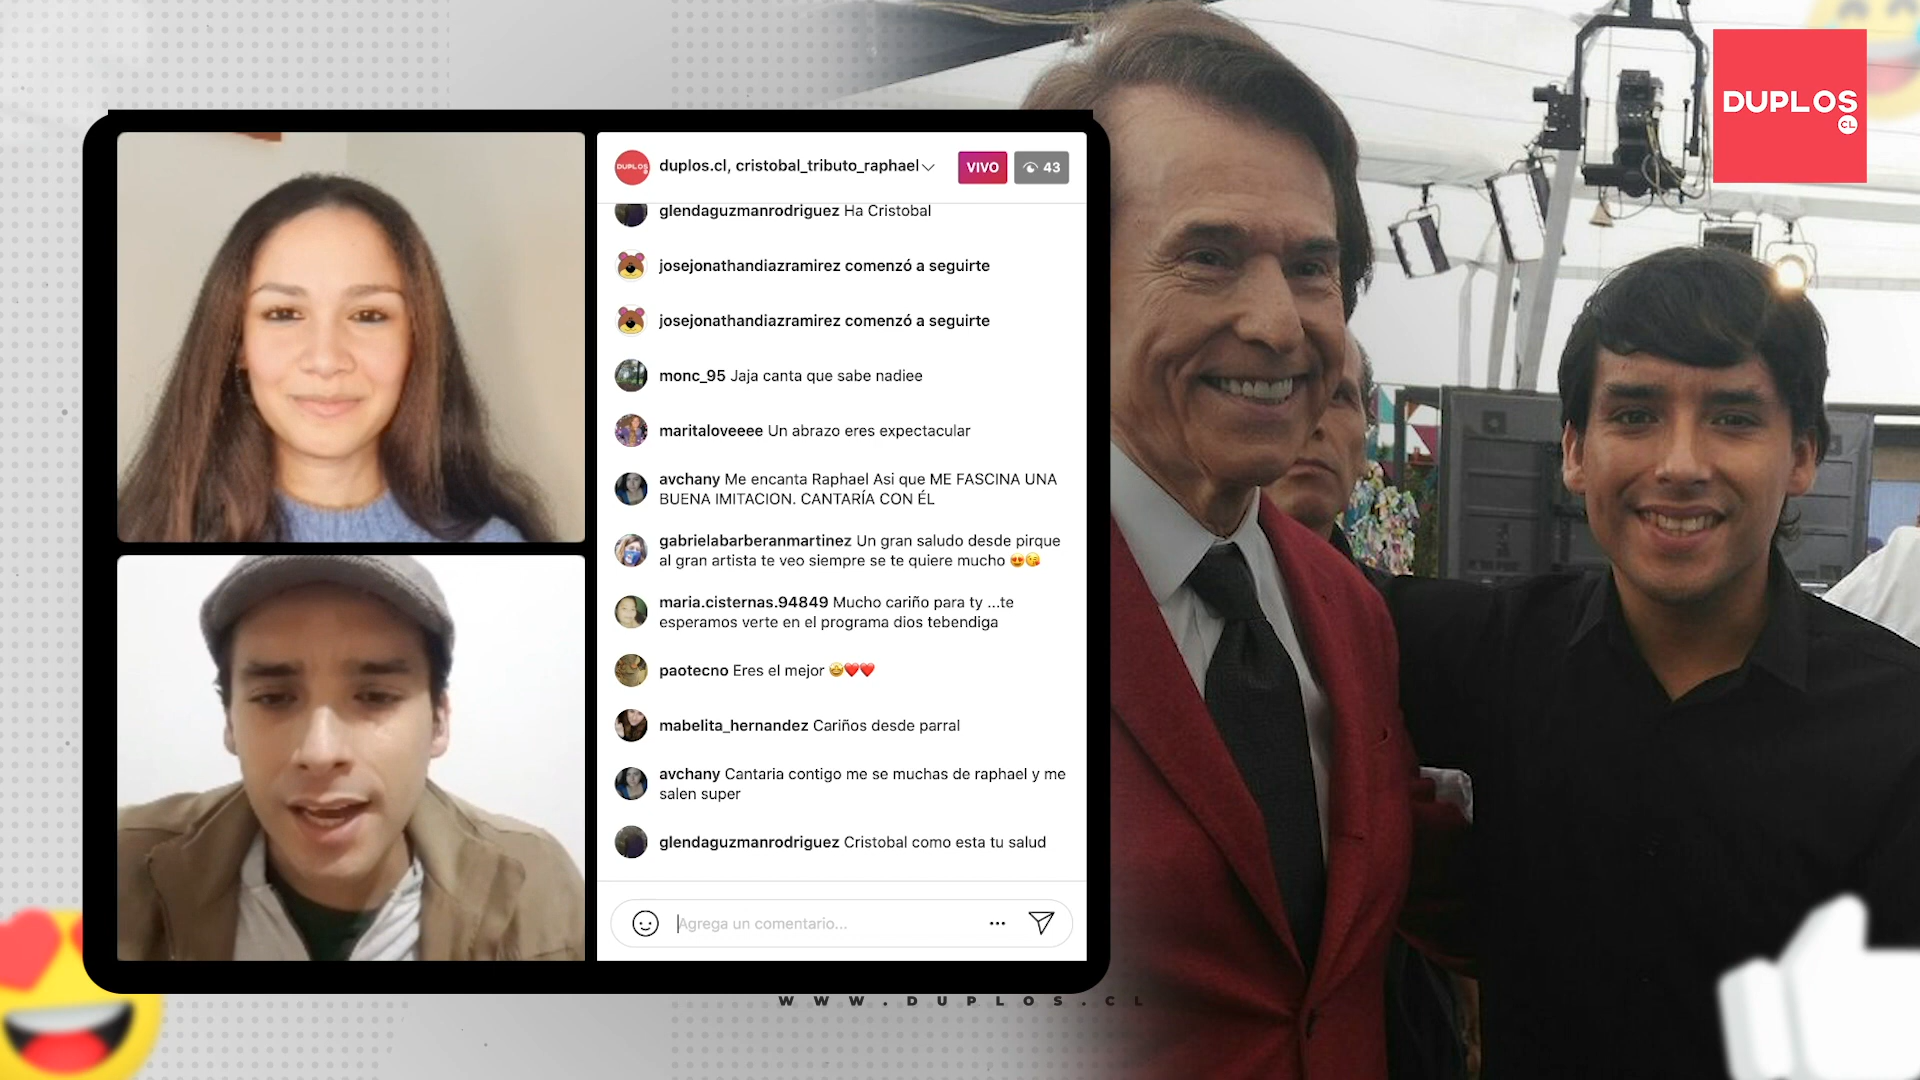 DUPLOS
CL
DUPLOS
duplos.cl, cristobal_tributo_raphael
VIVO
43
glendaguzmanrodriguez Ha Cristobal
josejonathandiazramirez comenzó a seguirte
josejonathandiazramirez comenzó a seguirte
monc_95 Jaja canta que sabe nadiee
maritaloveeee Un abrazo eres expectacular
avchany Me encanta Raphael Asi que ME FASCINA UNA
BUENA IMITACION. CANTARÍA CON ÉL
gabrielabarberanmartinez Un gran saludo desde pirque
al gran artista te veo siempre se te quiere mucho 😍😘
maria.cisternas.94849 Mucho cariño para ty ...te
esperamos verte en el programa dios tebendiga
paotecno Eres el mejor 🤩❤️❤️
mabelita_hernandez Cariños desde parral
avchany Cantaria contigo me se muchas de raphael y me
salen super
glendaguzmanrodriguez Cristobal como esta tu salud
Agrega un comentario...
WWW.DUPLOS.CL